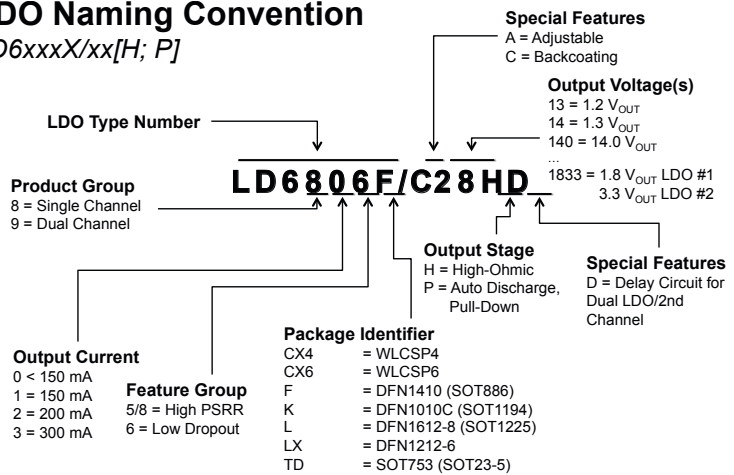 DO Naming Convention
D6xxxX/xx[H; P]
Special Features
A = Adjustable
C = Backcoating
Output Voltage(s)
13 = 1.2 VOUT
14 = 1.3 VOUT
140 = 14.0 VOUT
...
1833 = 1.8 VOUT LDO #1
3.3 VOUT LDO #2
LDO Type Number
LD6806F/C28HD
Product Group
8 = Single Channel
9 = Dual Channel
Output Stage
H = High-Ohmic
P = Auto Discharge,
Pull-Down
Special Features
D = Delay Circuit for
Dual LDO/2nd
Channel
Output Current
0 < 150 mA
1 = 150 mA
2 = 200 mA
3 = 300 mA
Feature Group
5/8 = High PSRR
6 = Low Dropout
Package Identifier
CX4 = WLCSP4
CX6 = WLCSP6
F = DFN1410 (SOT886)
K = DFN1010C (SOT1194)
L = DFN1612-8 (SOT1225)
LX = DFN1212-6
TD = SOT753 (SOT23-5)